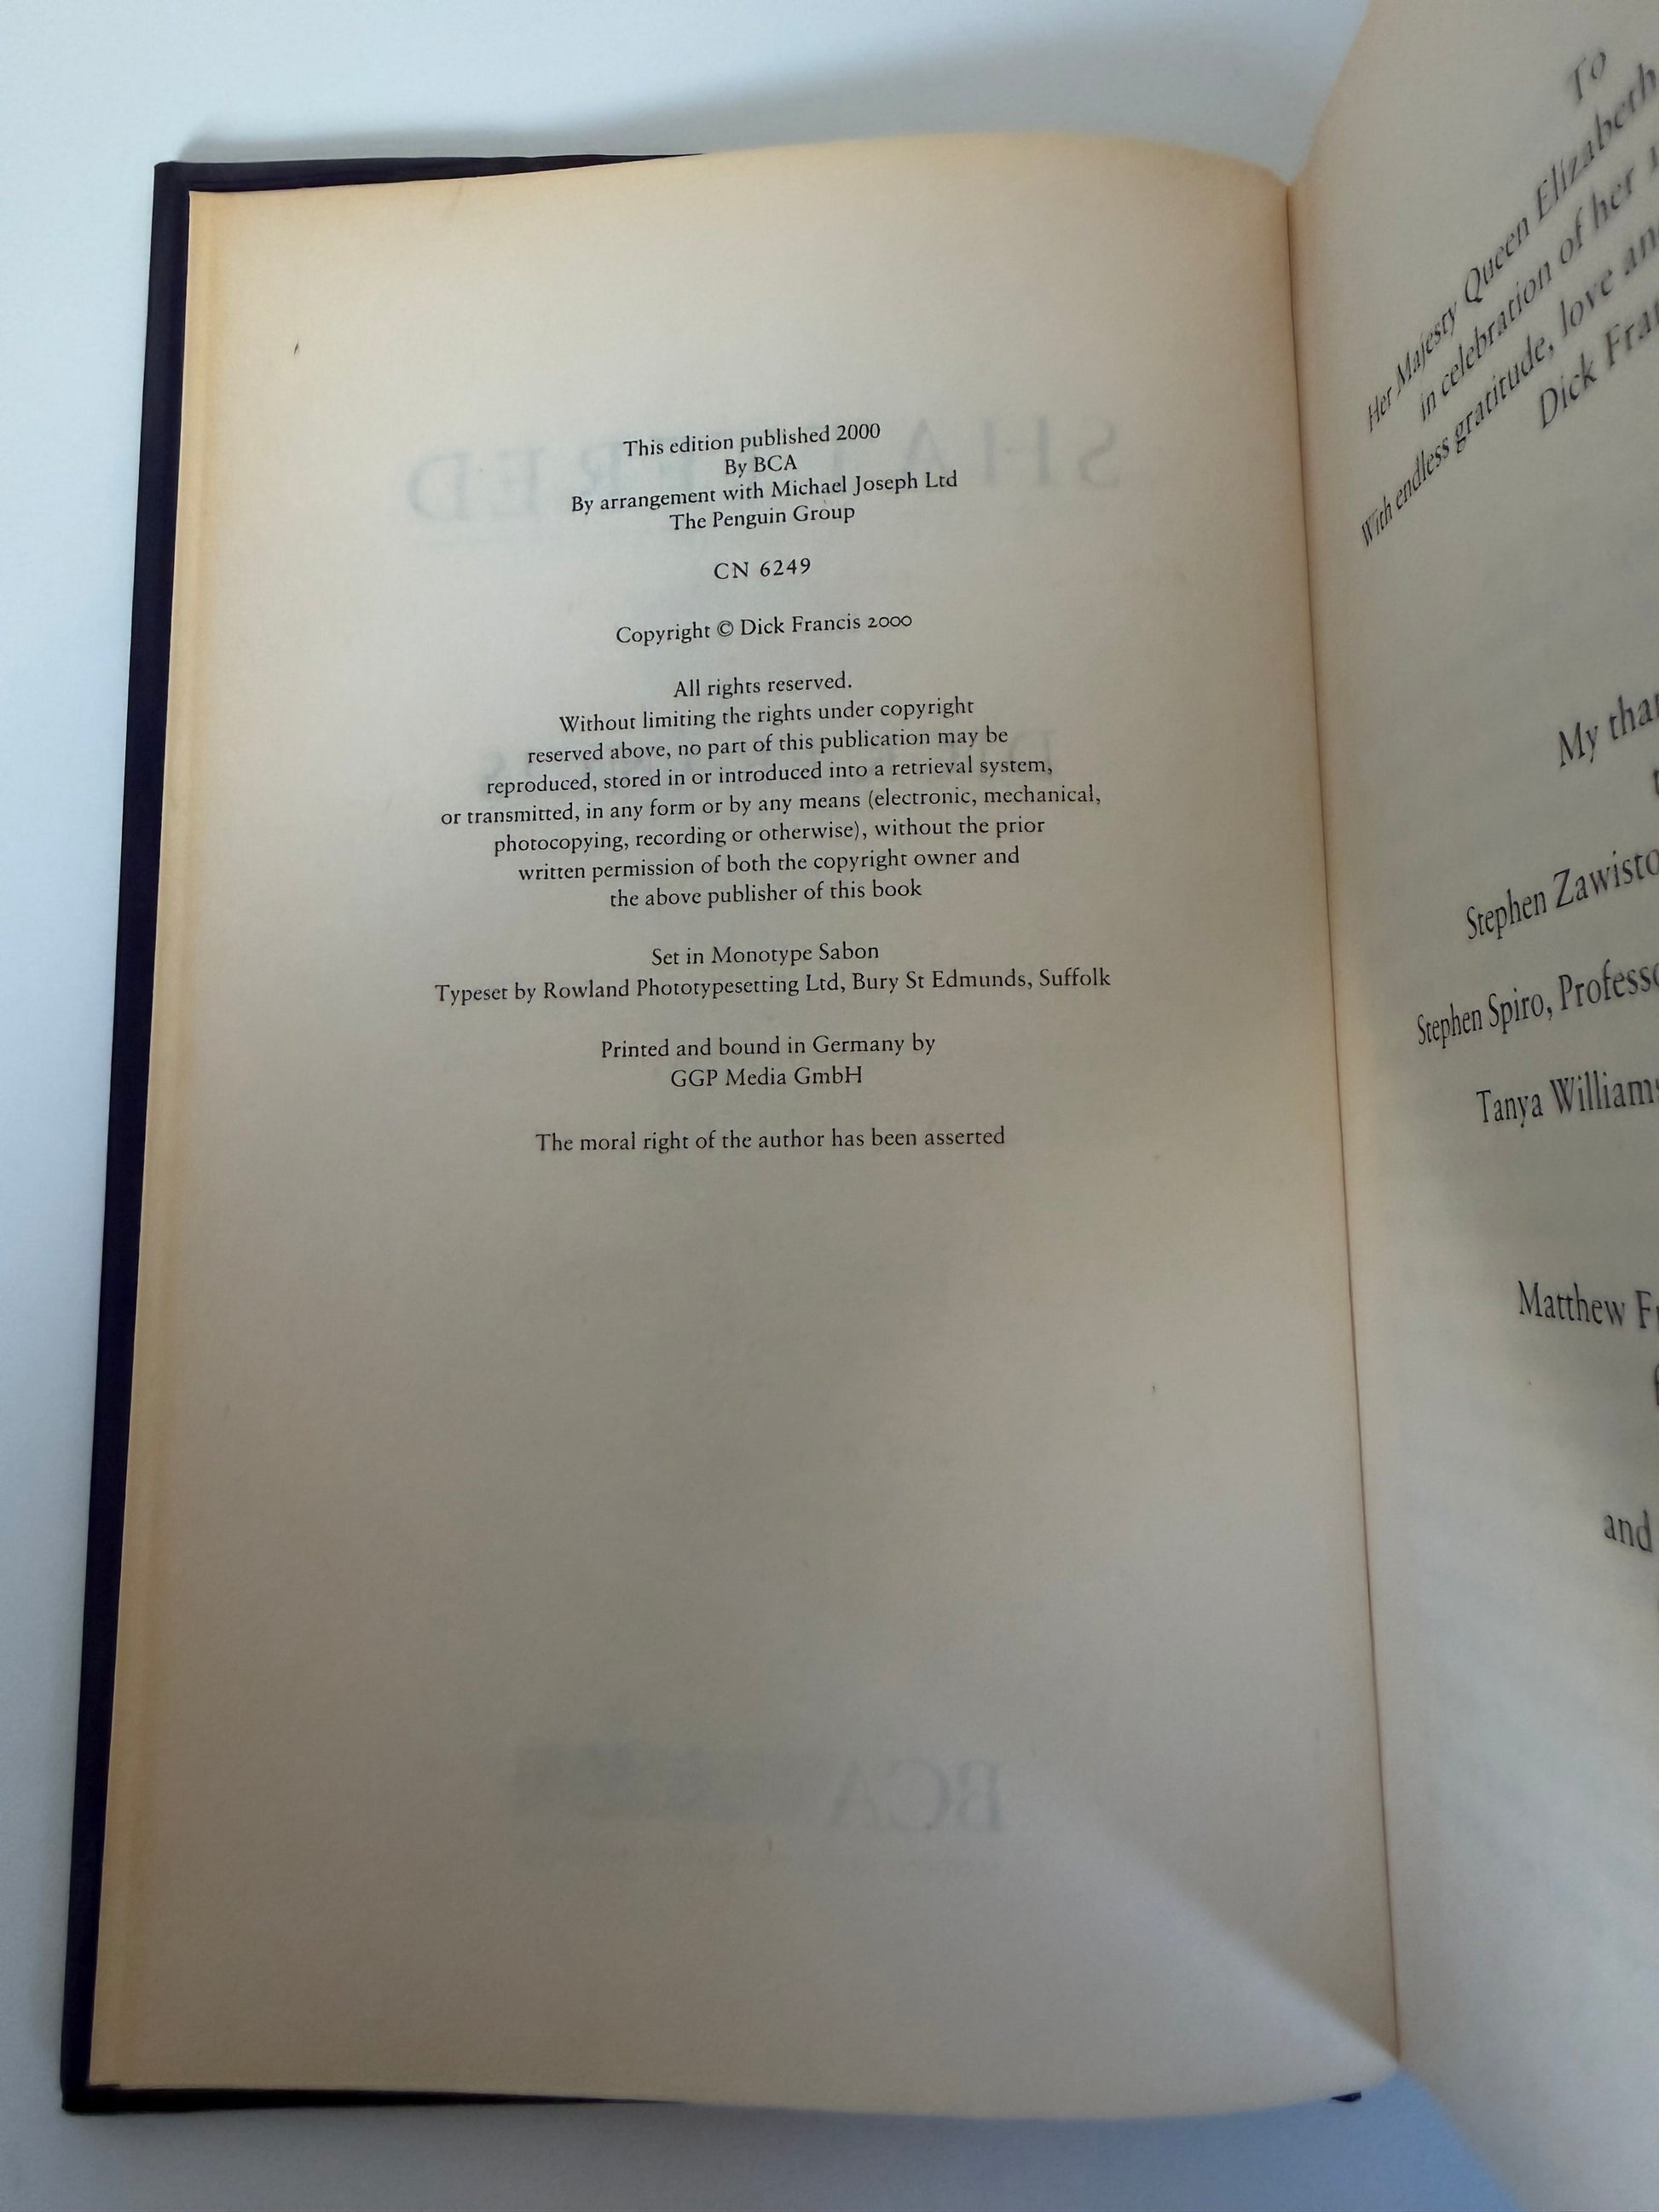 This edition published 2000
By BCA
By arrangement with Michael Joseph Ltd
The Penguin Group
CN 6249
Copyright © Dick Francis 2000
All rights reserved.
Without limiting the rights under copyright
reserved above, no part of this publication may be
reproduced, stored in or introduced into a retrieval system,
or transmitted, in any form or by any means (electronic, mechanical,
photocopying, recording or otherwise), without the prior
written permission of both the copyright owner and
the above publisher of this book
Set in Monotype Sabon
Typeset by Rowland Phototypesetting Ltd, Bury St Edmunds, Suffolk
Printed and bound in Germany by
GGP Media GmbH
The moral right of the author has been asserted
BCA
To
Her Majesty Queen Elizabeth
in celebration of her
With endless gratitude, love
Dick
My
Stephen
Stephen Spiro,
Tanya
Matthew
and